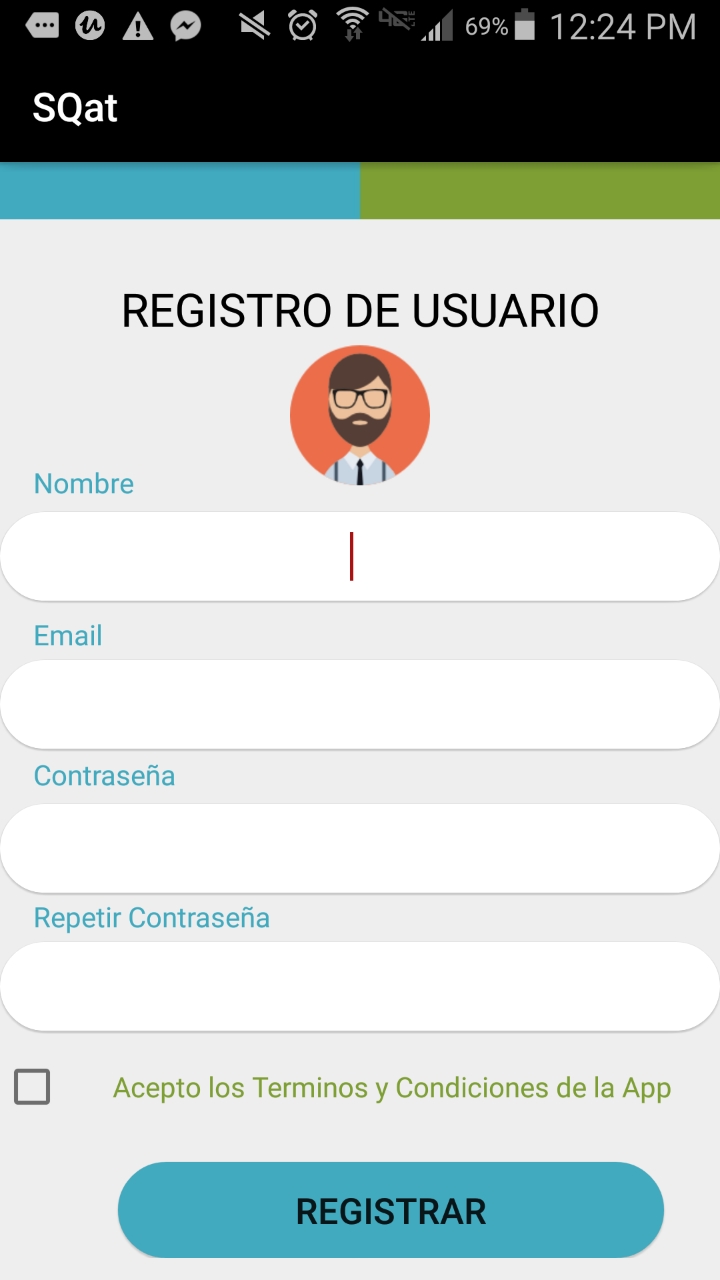 69% 12:24 PM
SQat
REGISTRO DE USUARIO
Nombre
Email
Contraseña
Repetir Contraseña
Acepto los Terminos y Condiciones de la App
REGISTRAR